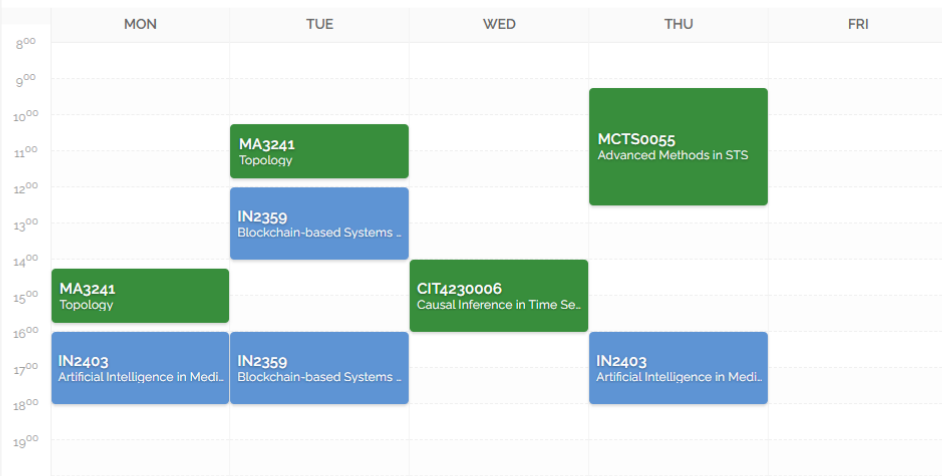 MON TUE WED THU FRI
8⁰⁰
9⁰⁰
10⁰⁰
11⁰⁰
12⁰⁰
13⁰⁰
14⁰⁰
15⁰⁰
16⁰⁰
17⁰⁰
18⁰⁰
19⁰⁰
MA3241
Topology
IN2403
Artificial Intelligence in Medi...
MA3241
Topology
IN2359
Blockchain-based Systems ...
IN2359
Blockchain-based Systems ...
CIT4230006
Causal Inference in Time Se...
MCTS0055
Advanced Methods in STS
IN2403
Artificial Intelligence in Medi...